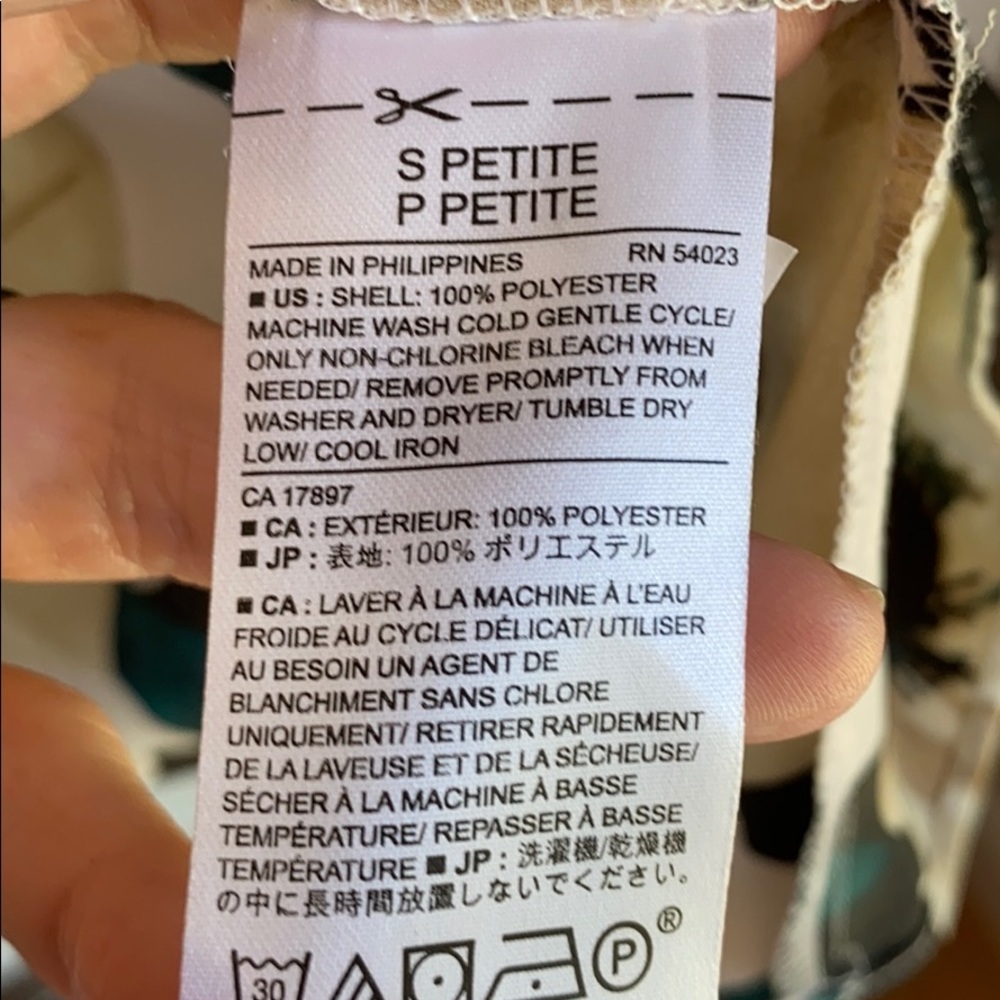 S PETITE
P PETITE
MADE IN PHILIPPINES RN 54023
■ US : SHELL: 100% POLYESTER
MACHINE WASH COLD GENTLE CYCLE/
ONLY NON-CHLORINE BLEACH WHEN
NEEDED/ REMOVE PROMPTLY FROM
WASHER AND DRYER/ TUMBLE DRY
LOW/ COOL IRON
CA 17897
■ CA : EXTÉRIEUR: 100% POLYESTER
■ JP : 表地: 100% ポリエステル
■ CA : LAVER À LA MACHINE À L'EAU
FROIDE AU CYCLE DÉLICAT/ UTILISER
AU BESOIN UN AGENT DE
BLANCHIMENT SANS CHLORE
UNIQUEMENT/ RETIRER RAPIDEMENT
DE LA LAVEUSE ET DE LA SÉCHEUSE/
SÉCHER À LA MACHINE À BASSE
TEMPÉRATURE/ REPASSER À BASSE
TEMPÉRATURE ■ JP : 洗濯機/乾燥機
の中に長時間放置しないでください。
30 P ®